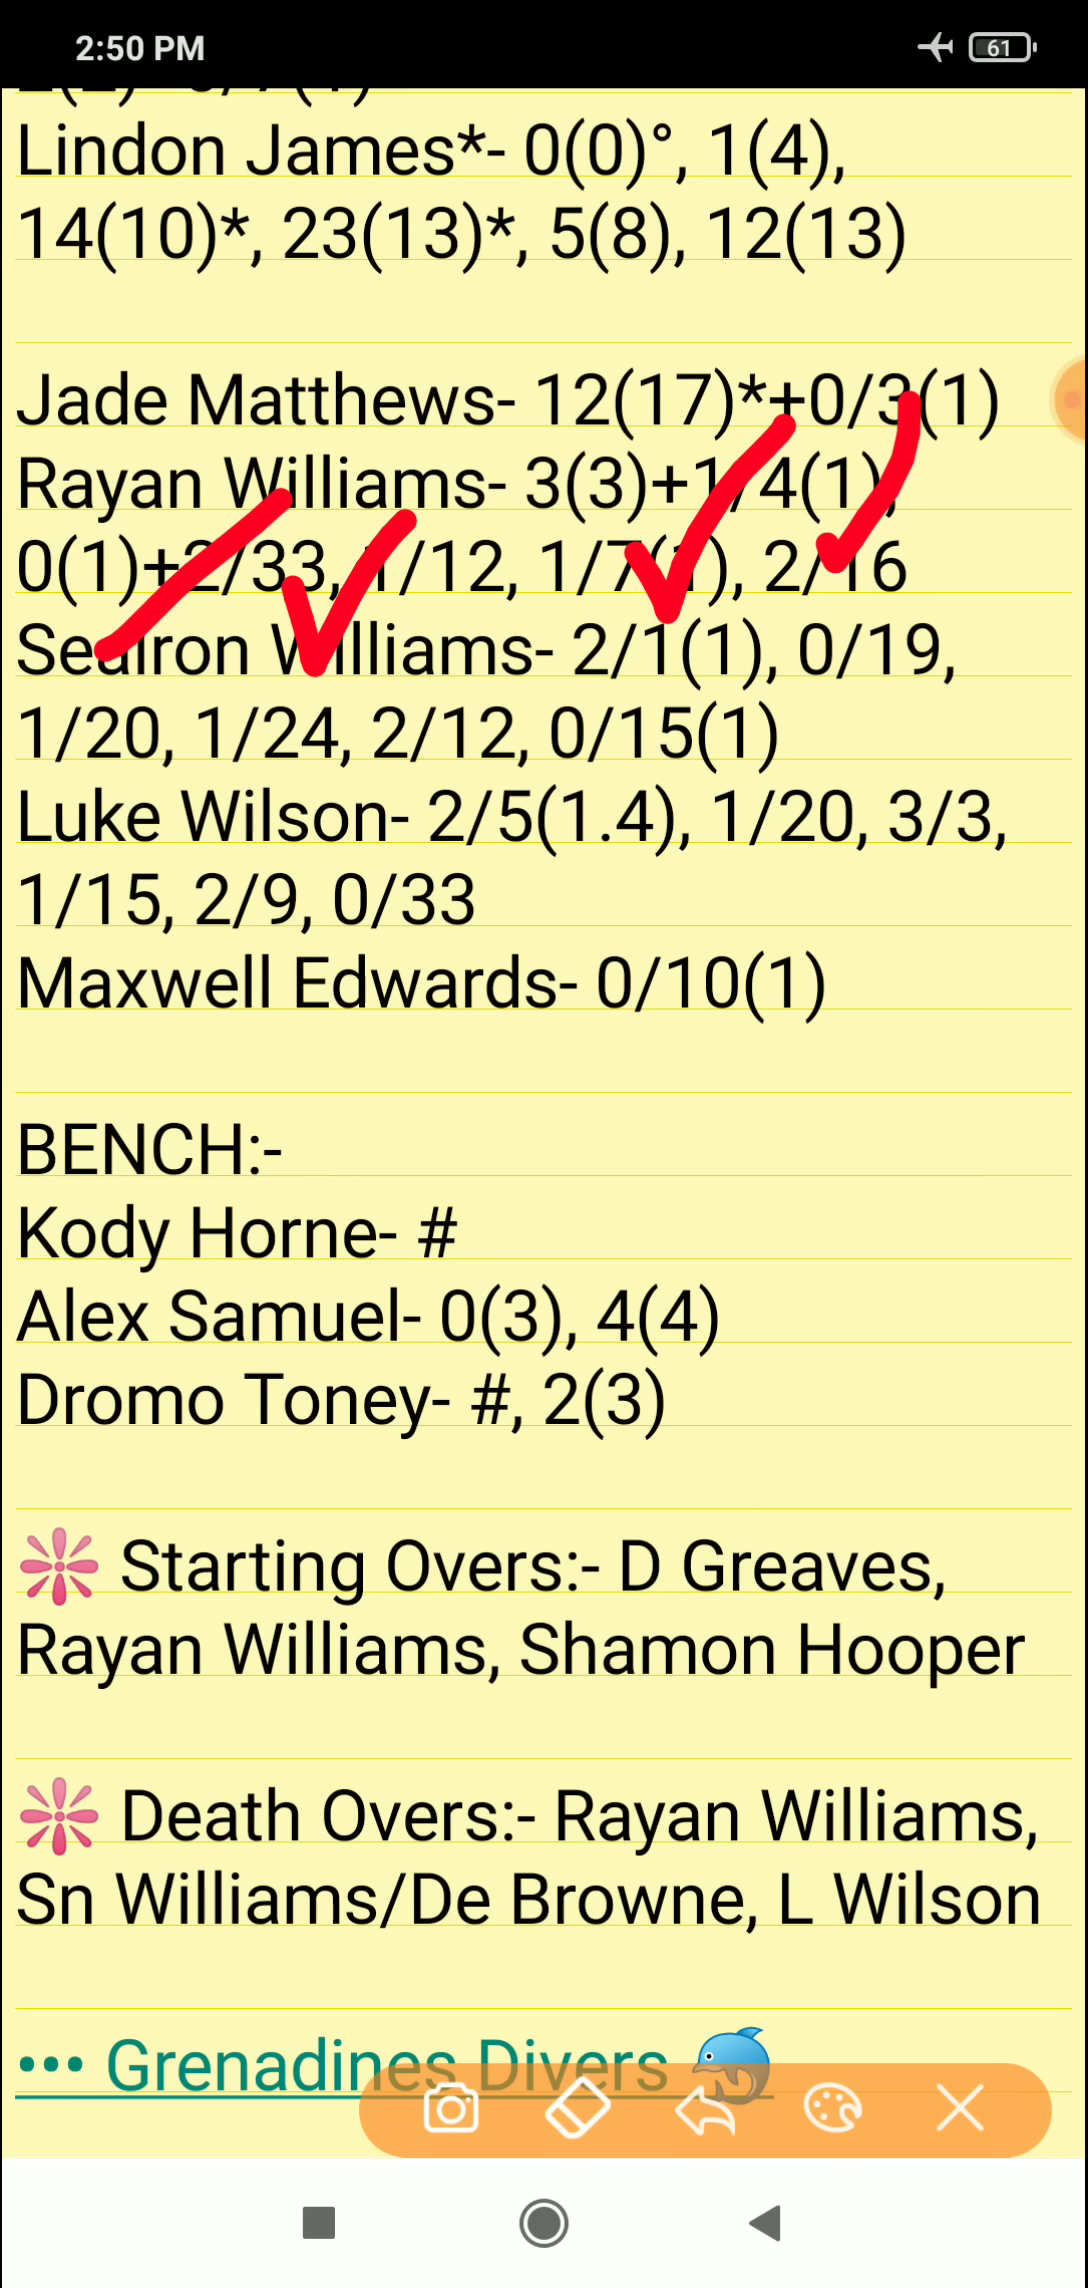 2:50 PM
61
Lindon James*- 0(0)°, 1(4),
14(10)*, 23(13)*, 5(8), 12(13)
Jade Matthews- 12(17)*+0/3(1)
Rayan Williams- 3(3)+1/4(1),
0(1)+2/33, 1/12, 1/7(1), 2/16
Sealron Williams- 2/1(1), 0/19,
1/20, 1/24, 2/12, 0/15(1)
Luke Wilson- 2/5(1.4), 1/20, 3/3,
1/15, 2/9, 0/33
Maxwell Edwards- 0/10(1)
BENCH:-
Kody Horne- #
Alex Samuel- 0(3), 4(4)
Dromo Toney- #, 2(3)
Starting Overs:- D Greaves,
Rayan Williams, Shamon Hooper
Death Overs:- Rayan Williams,
Sn Williams/De Browne, L Wilson
••• Grenadines Divers 🐬